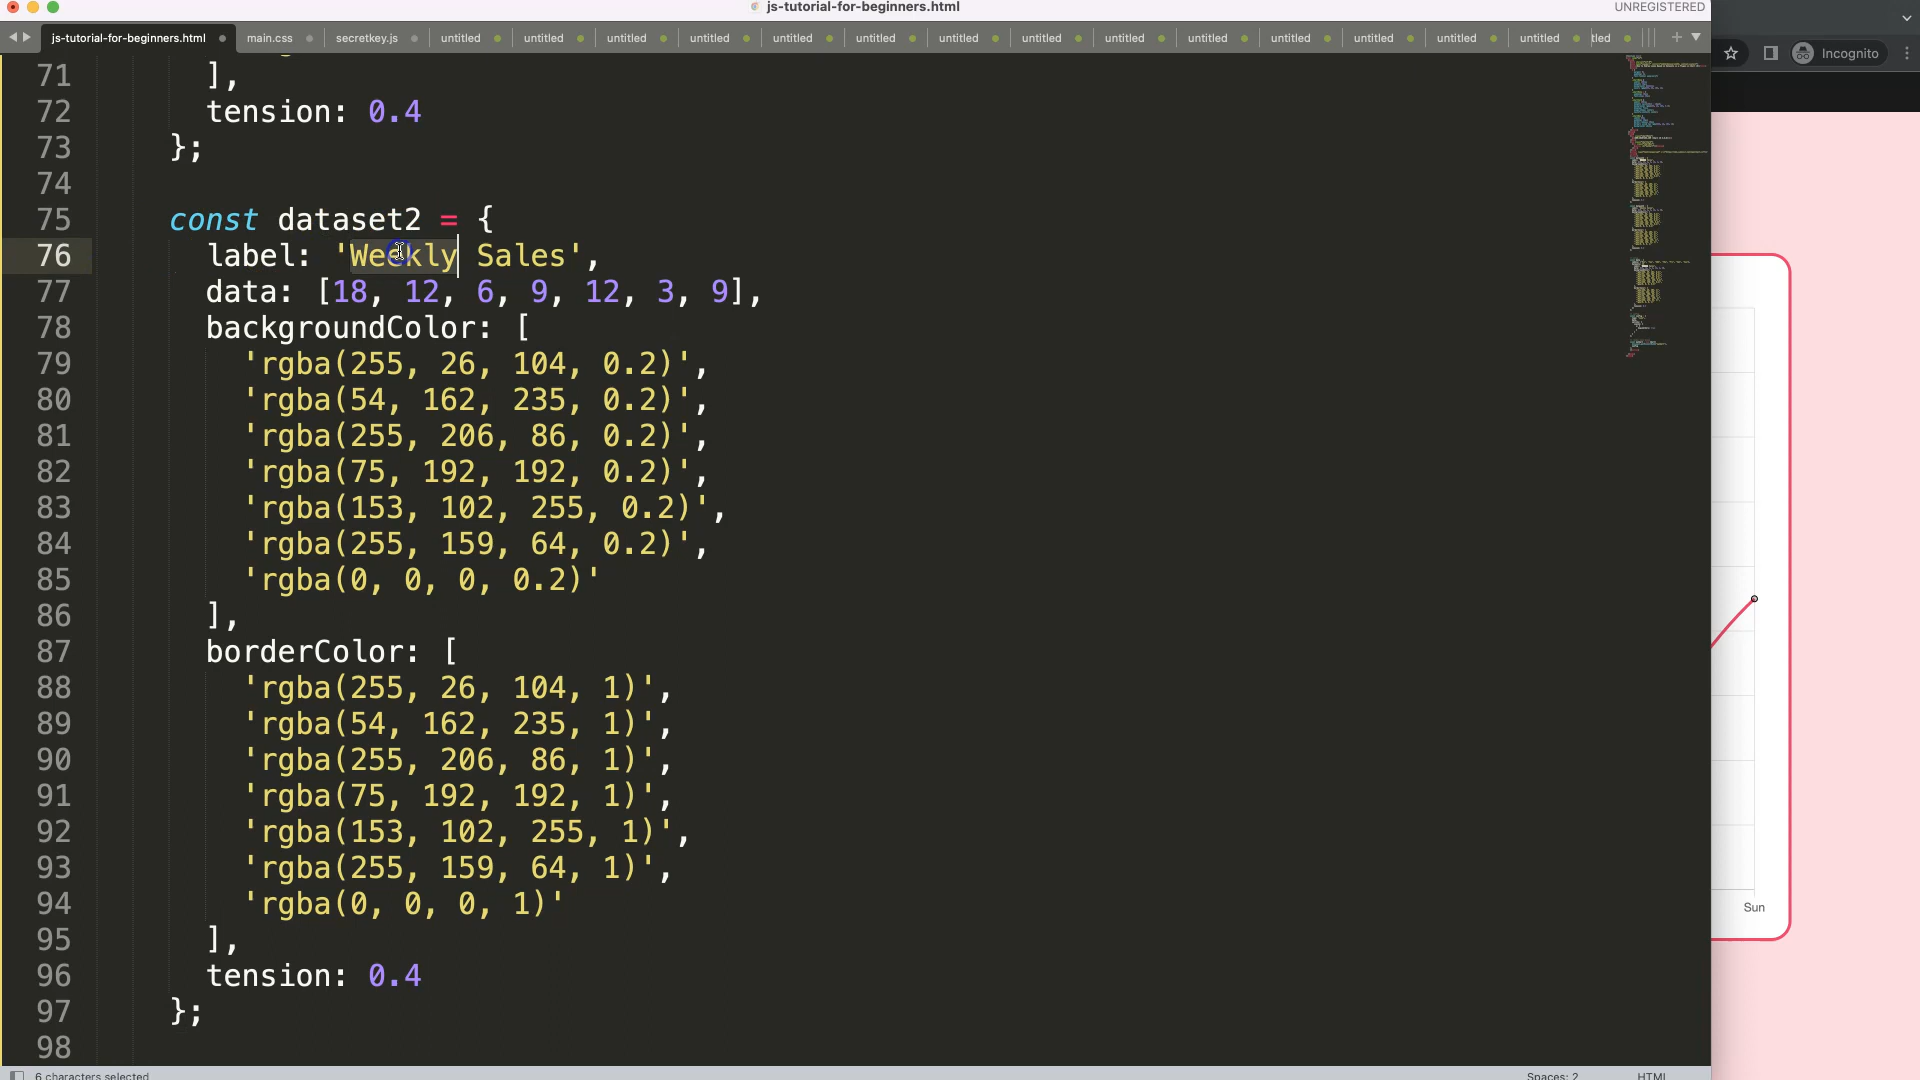 js-tutorial-for-beginners.html
UNREGISTERED
js-tutorial-for-beginners.html main.css secretkey.js untitled untitled untitled untitled untitled untitled untitled untitled untitled untitled untitled untitled untitled untitled tled
Incognito
71 ],
72 tension: 0.4
73 };
74
75 const dataset2 = {
76 label: 'Weekly Sales',
77 data: [18, 12, 6, 9, 12, 3, 9],
78 backgroundColor: [
79 'rgba(255, 26, 104, 0.2)',
80 'rgba(54, 162, 235, 0.2)',
81 'rgba(255, 206, 86, 0.2)',
82 'rgba(75, 192, 192, 0.2)',
83 'rgba(153, 102, 255, 0.2)',
84 'rgba(255, 159, 64, 0.2)',
85 'rgba(0, 0, 0, 0.2)'
86 ],
87 borderColor: [
88 'rgba(255, 26, 104, 1)',
89 'rgba(54, 162, 235, 1)',
90 'rgba(255, 206, 86, 1)',
91 'rgba(75, 192, 192, 1)',
92 'rgba(153, 102, 255, 1)',
93 'rgba(255, 159, 64, 1)',
94 'rgba(0, 0, 0, 1)'
95 ],
96 tension: 0.4
97 };
98
Sun
6 characters selected
Spaces: 2
HTML